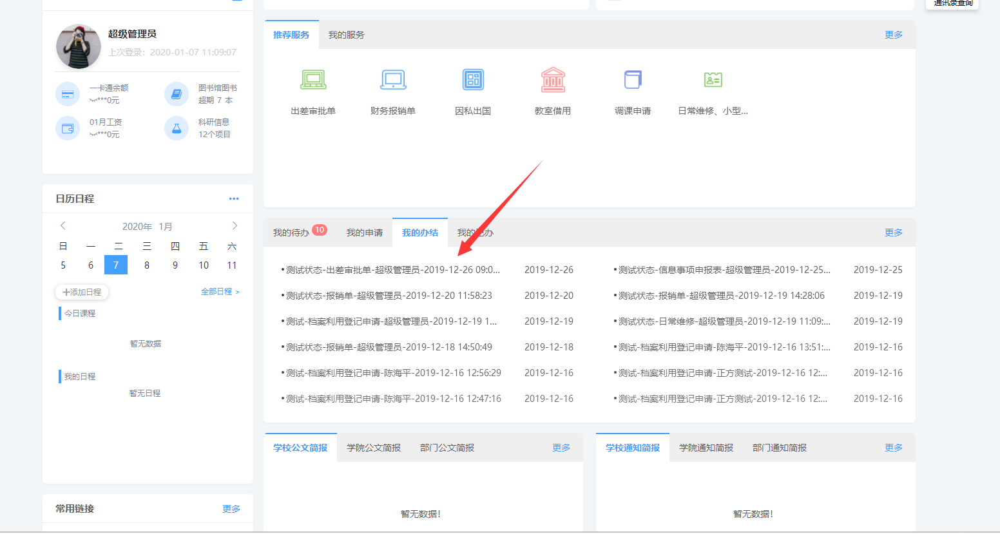 通讯录查询
超级管理员
上次登录：2020-01-07 11:09:07
一卡通余额
***0元
图书馆图书
超期 7 本
01月工资
***0元
科研信息
12个项目
推荐服务 我的服务 更多
出差审批单 财务报销单 因私出国 教室借用 调课申请 日常维修、小型...
日历日程
2020年 1月
日 一 二 三 四 五 六
5 6 7 8 9 10 11
添加日程 全部日程 >
今日课程
暂无数据
我的日程
暂无日程
常用链接 更多
我的待办 10 我的申请 我的办结 我的已办 更多
•测试状态-出差审批单-超级管理员-2019-12-26 09:0... 2019-12-26
•测试状态-信息事项申报表-超级管理员-2019-12-25... 2019-12-25
•测试状态-报销单-超级管理员-2019-12-20 11:58:23 2019-12-20
•测试状态-报销单-超级管理员-2019-12-19 14:28:06 2019-12-19
•测试-档案利用登记申请-超级管理员-2019-12-19 1... 2019-12-19
•测试状态-日常维修-超级管理员-2019-12-19 11:09:... 2019-12-19
•测试状态-报销单-超级管理员-2019-12-18 14:50:49 2019-12-18
•测试-档案利用登记申请-陈海平-2019-12-16 13:51:... 2019-12-16
•测试-档案利用登记申请-陈海平-2019-12-16 12:56:29 2019-12-16
•测试-档案利用登记申请-正方测试-2019-12-16 12:... 2019-12-16
•测试-档案利用登记申请-陈海平-2019-12-16 12:47:16 2019-12-16
•测试-档案利用登记申请-正方测试-2019-12-16 12:... 2019-12-16
学校公文简报 学院公文简报 部门公文简报 更多
暂无数据!
学校通知简报 学院通知简报 部门通知简报 更多
暂无数据!